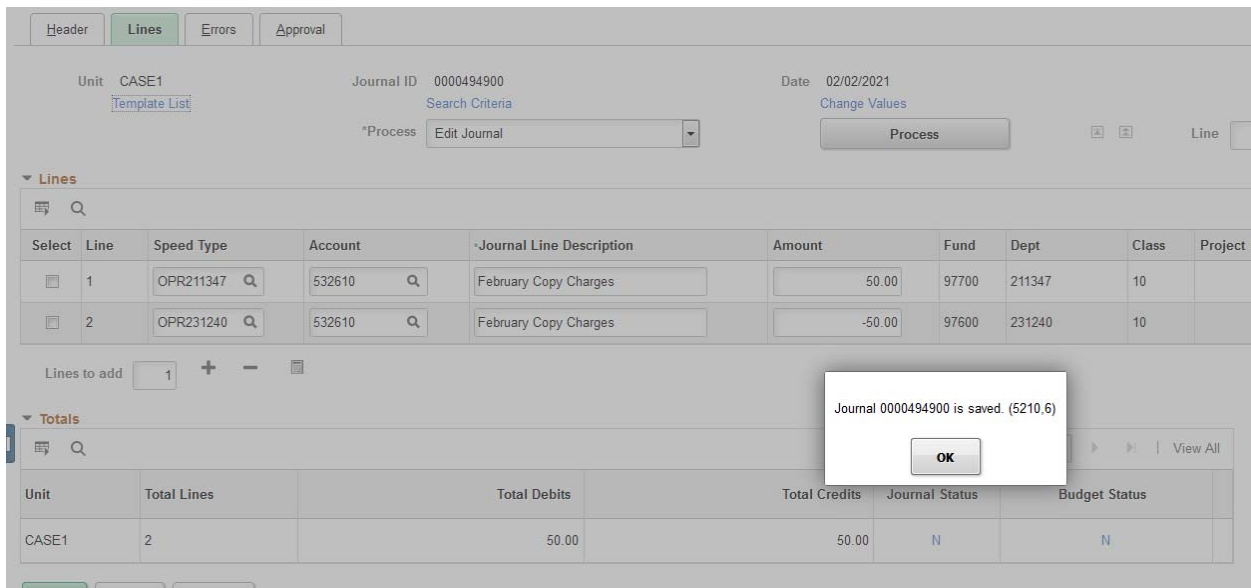 Header Lines Errors Approval
Unit CASE1 Journal ID 0000494900 Date 02/02/2021
Template List Search Criteria Change Values
*Process Edit Journal Process Line
Lines
Select Line Speed Type Account *Journal Line Description Amount Fund Dept Class Project
1 OPR211347 532610 February Copy Charges 50.00 97700 211347 10
2 OPR231240 532610 February Copy Charges -50.00 97600 231240 10
Lines to add 1
Journal 0000494900 is saved. (5210,6)
OK
Totals
View All
Unit Total Lines Total Debits Total Credits Journal Status Budget Status
CASE1 2 50.00 50.00 N N